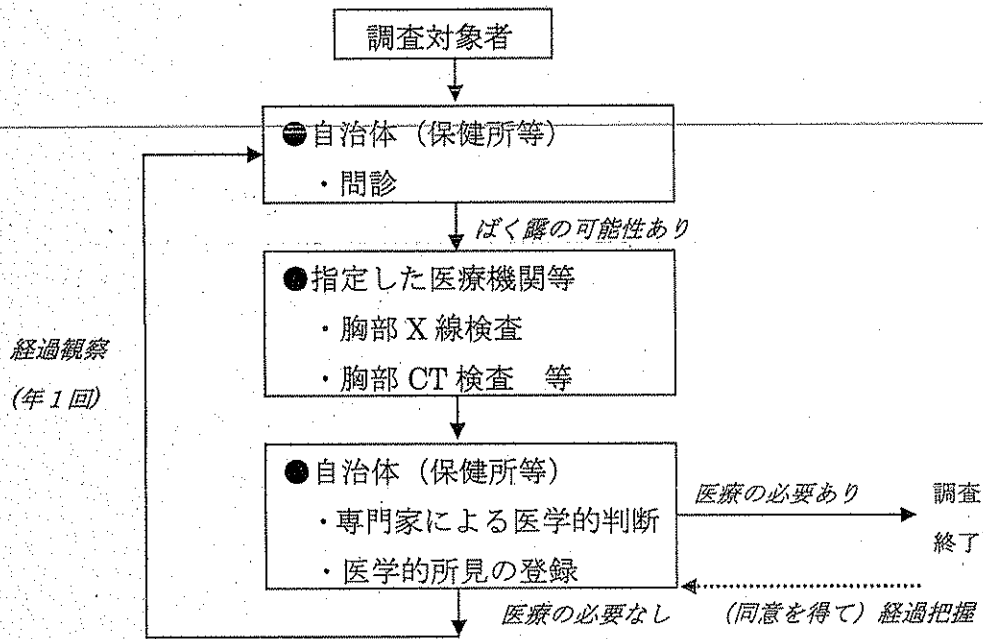 調査対象者
●自治体（保健所等）
・問診
ばく露の可能性あり
●指定した医療機関等
・胸部X線検査
・胸部CT検査　等
経過観察
(年1回)
●自治体（保健所等）
・専門家による医学的判断
・医学的所見の登録
医療の必要あり
調査
終了
医療の必要なし
（同意を得て）経過把握